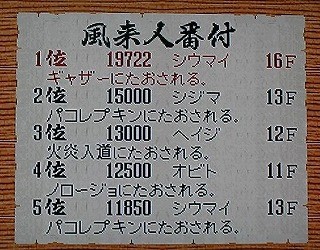 風来人番付
1位 19722 シウマイ 16F
ギャザーにたおされる。
2位 15000 シジマ 13F
パコレプキンにたおされる。
3位 13000 ヘイジ 12F
火炎入道にたおされる。
4位 12500 オビト 11F
ノロージョにたおされる。
5位 11850 シウマイ 13F
パコレプキンにたおされる。